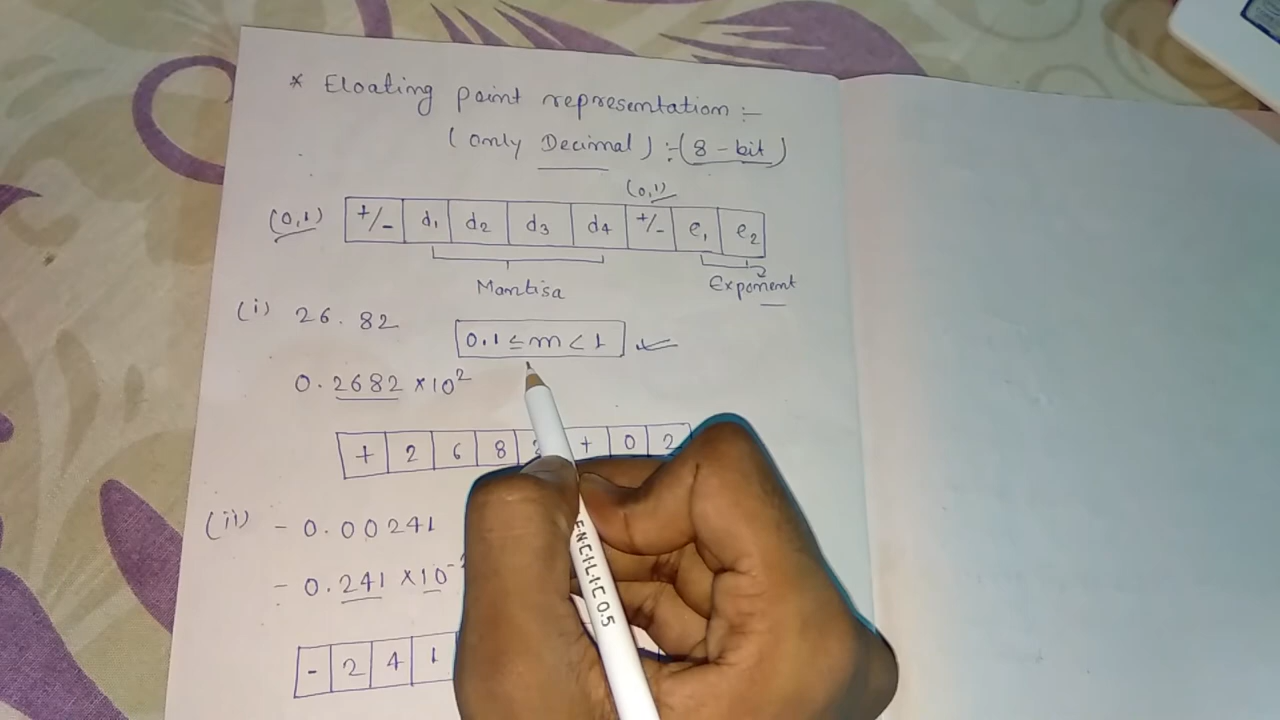 * Floating point representation :-
(Only Decimal) :- (8-bit)
(0,1)
(0,1) +/- d1 d2 d3 d4 +/- e1 e2
Mantisa Exponent
(i) 26.82
0.1 ≤ m < 1
0.2682 × 10²
+ 2 6 8 + 0 2
(ii) - 0.00241
- 0.241 × 10⁻
- 2 4 1
P·E·N·C·I·L·I·C 0.5